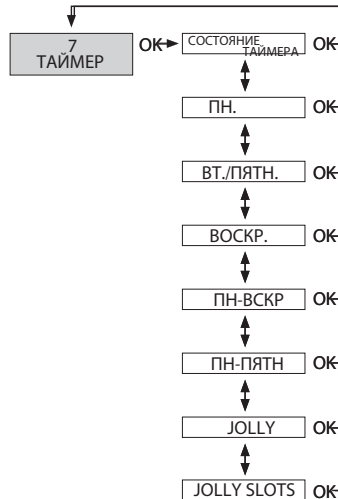 7
ТАЙМЕР
OK
СОСТОЯНИЕ
ТАЙМЕРА
OK
ПН.
OK
ВТ./ПЯТН.
OK
ВОСКР.
OK
ПН-ВСКР
OK
ПН-ПЯТН
OK
JOLLY
OK
JOLLY SLOTS
OK